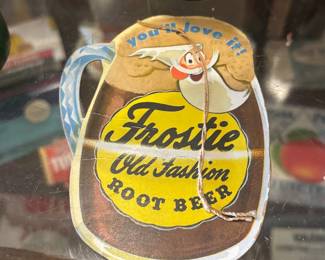 you'll love it!
Frostie
Old Fashion
ROOT BEER